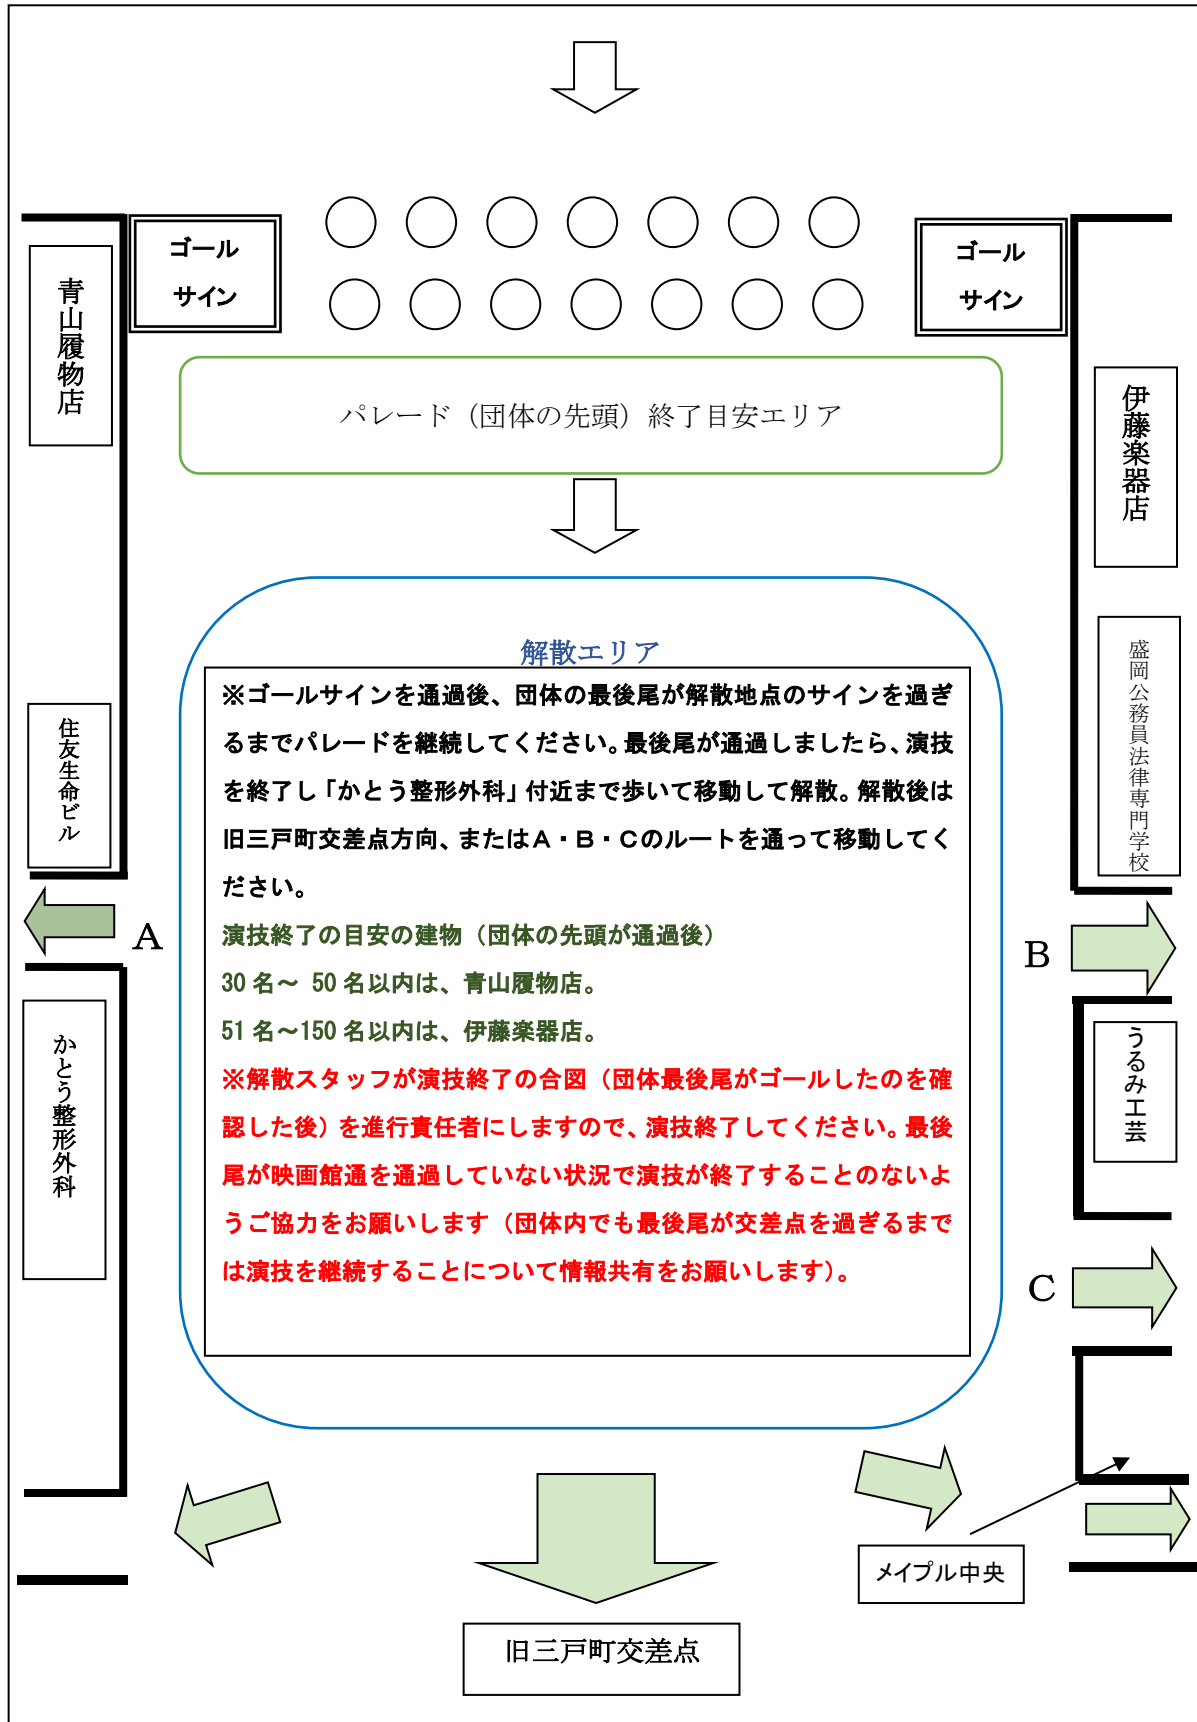 ゴール
サイン
ゴール
サイン
青山履物店
パレード（団体の先頭）終了目安エリア
伊藤楽器店
解散エリア
※ゴールサインを通過後、団体の最後尾が解散地点のサインを過ぎ
るまでパレードを継続してください。最後尾が通過しましたら、演技
を終了し「かとう整形外科」付近まで歩いて移動して解散。解散後は
旧三戸町交差点方向、またはA・B・Cのルートを通って移動してく
ださい。
演技終了の目安の建物（団体の先頭が通過後）
30名～ 50名以内は、青山履物店。
51名～150名以内は、伊藤楽器店。
※解散スタッフが演技終了の合図（団体最後尾がゴールしたのを確
認した後）を進行責任者にしますので、演技終了してください。最後
尾が映画館通を通過していない状況で演技が終了することのないよ
うご協力をお願いします（団体内でも最後尾が交差点を過ぎるまで
は演技を継続することについて情報共有をお願いします）。
盛岡公務員法律専門学校
住友生命ビル
A
B
かとう整形外科
うるみ工芸
C
メイプル中央
旧三戸町交差点